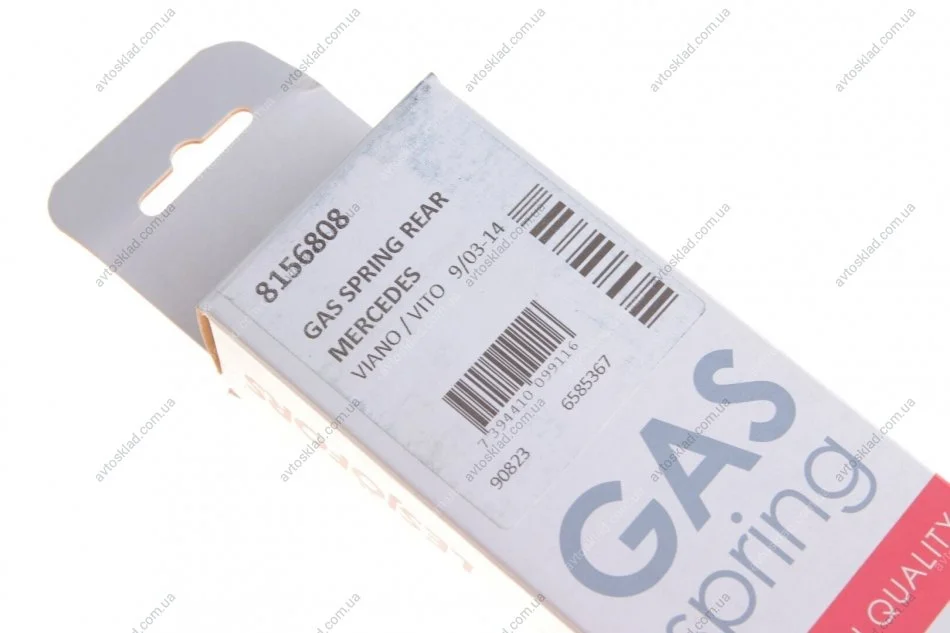 8156808
GAS SPRING REAR
MERCEDES
VIANO / VITO 9/03-14
7 394410 099116
90823
6585367
GAS
spring
QUALITY
Lesjöfors
avtosklad.com.ua